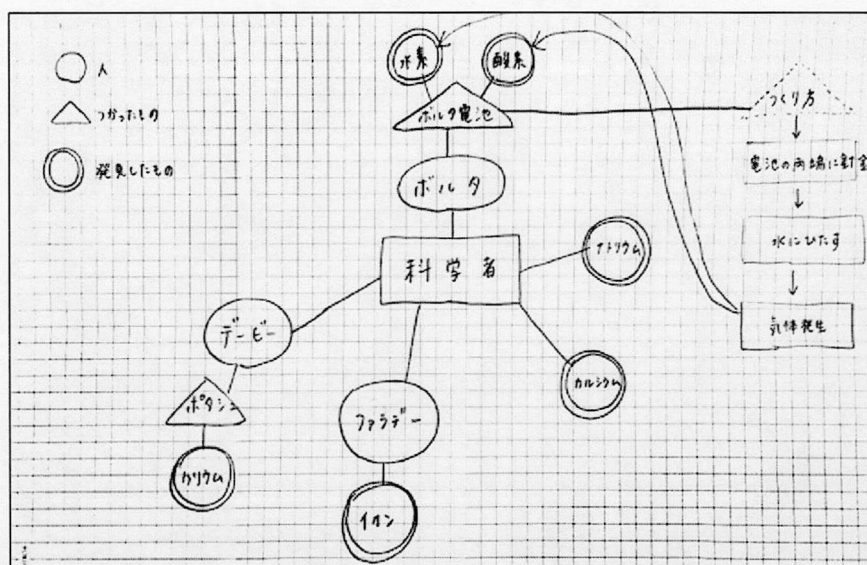 人
つかったもの
発見したもの
水素
酸素
ボルタ電池
つくり方
電池の両端に針金
水にひたす
気体発生
ボルタ
科学者
ナトリウム
カルシウム
デービー
ポタシュ
カリウム
ファラデー
イオン